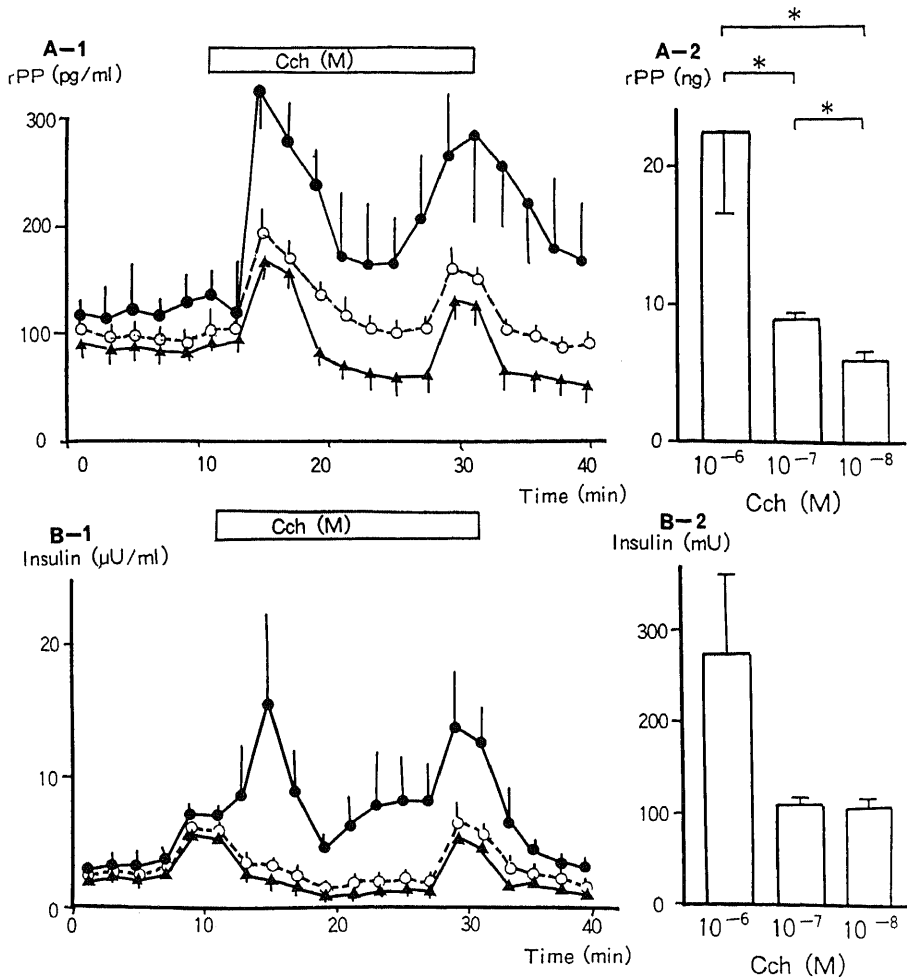 A-1
rPP (pg/ml)
Cch (M)
300
200
100
0
0 10 20 30 40
Time (min)
A-2
rPP (ng)
*
*
*
20
10
0
10⁻⁶ 10⁻⁷ 10⁻⁸
Cch (M)
B-1
Insulin (µU/ml)
Cch (M)
20
10
0
0 10 20 30 40
Time (min)
B-2
Insulin (mU)
300
200
100
0
10⁻⁶ 10⁻⁷ 10⁻⁸
Cch (M)